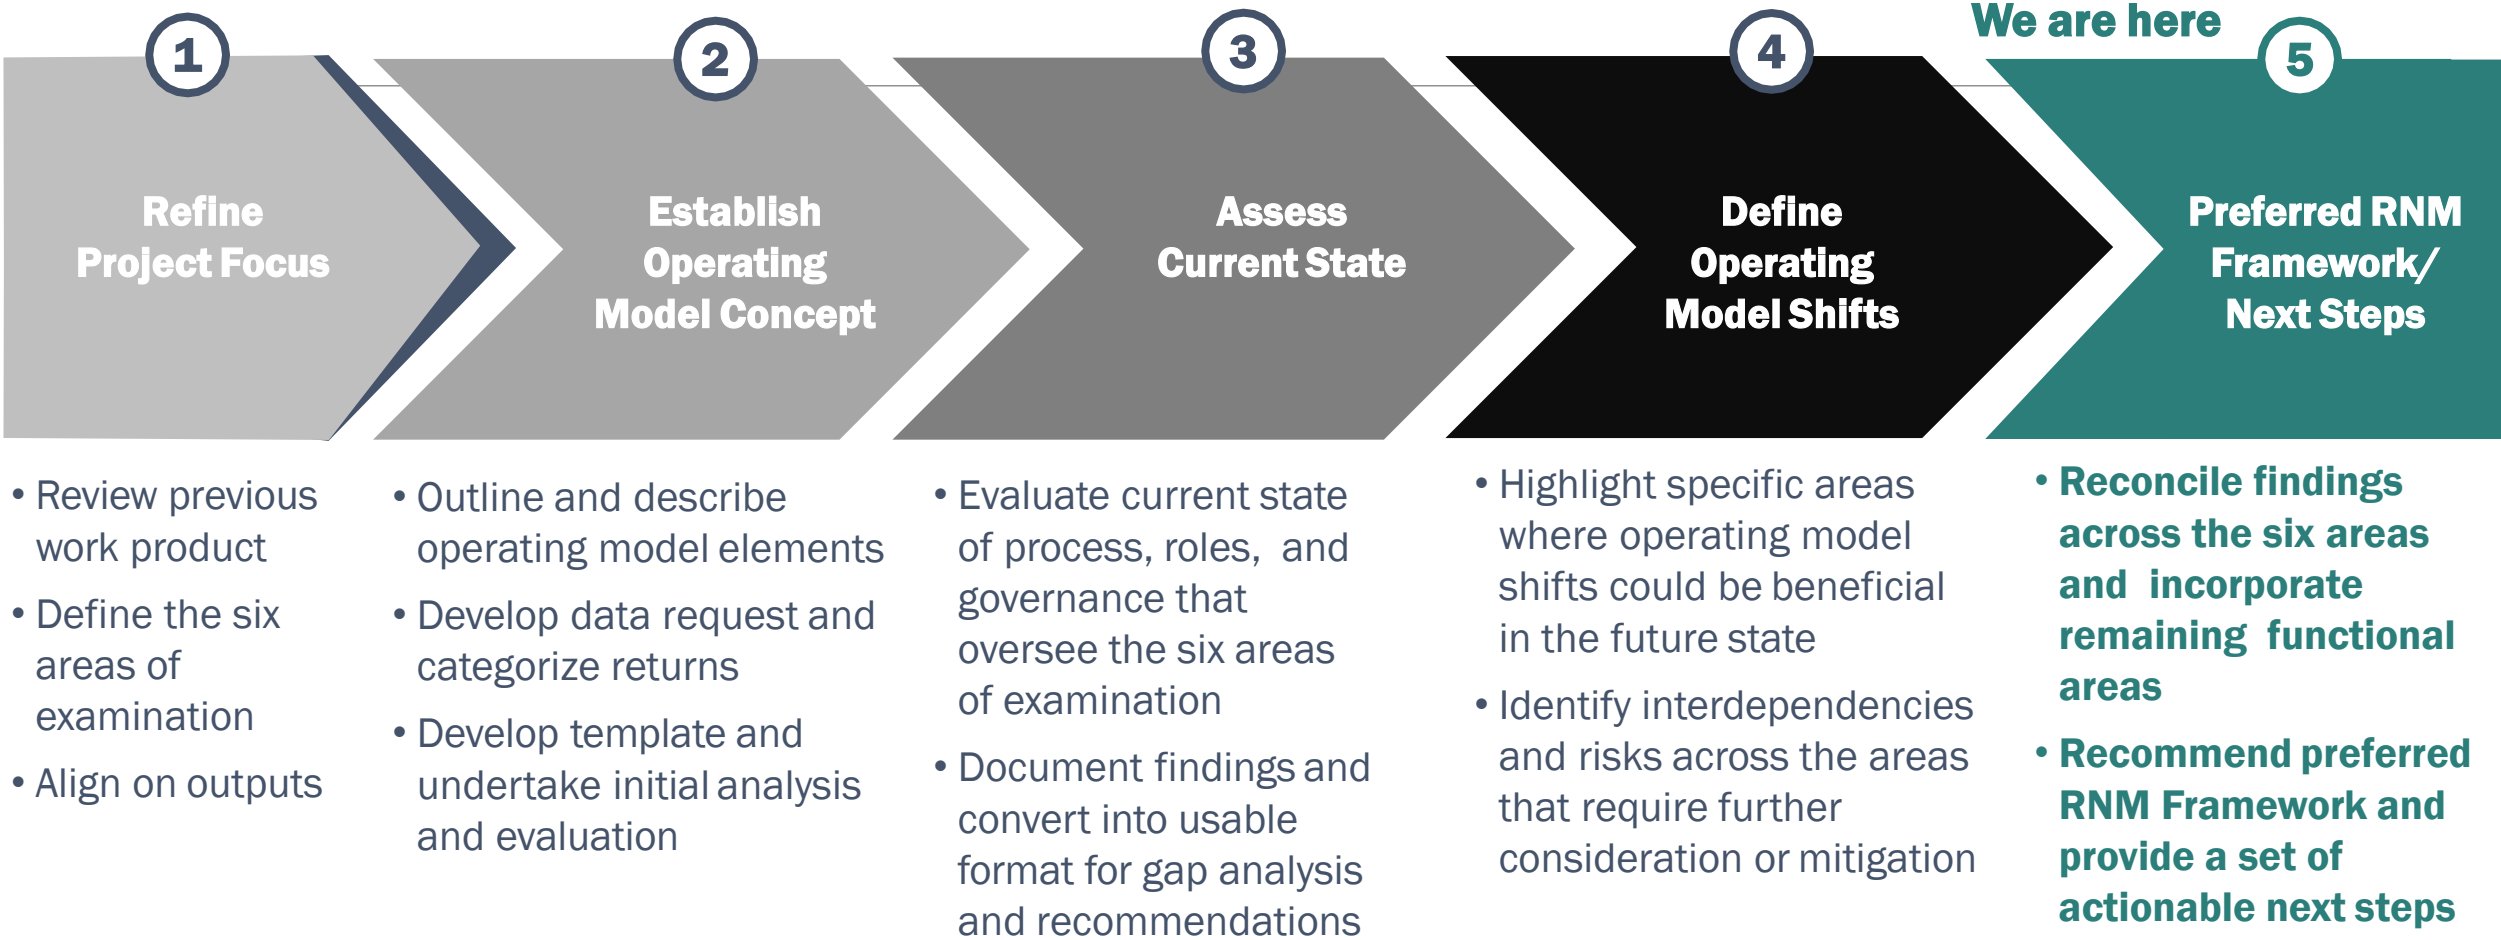 We are here
1
2
3
4
5
Refine
Project Focus
Establish
Operating
Model Concept
Assess
Current State
Define
Operating
Model Shifts
Preferred RNM
Framework/
Next Steps
• Review previous
work product
• Define the six
areas of
examination
• Align on outputs
• Outline and describe
operating model elements
• Develop data request and
categorize returns
• Develop template and
undertake initial analysis
and evaluation
• Evaluate current state
of process, roles, and
governance that
oversee the six areas
of examination
• Document findings and
convert into usable
format for gap analysis
and recommendations
• Highlight specific areas
where operating model
shifts could be beneficial
in the future state
• Identify interdependencies
and risks across the areas
that require further
consideration or mitigation
• Reconcile findings
across the six areas
and incorporate
remaining functional
areas
• Recommend preferred
RNM Framework and
provide a set of
actionable next steps